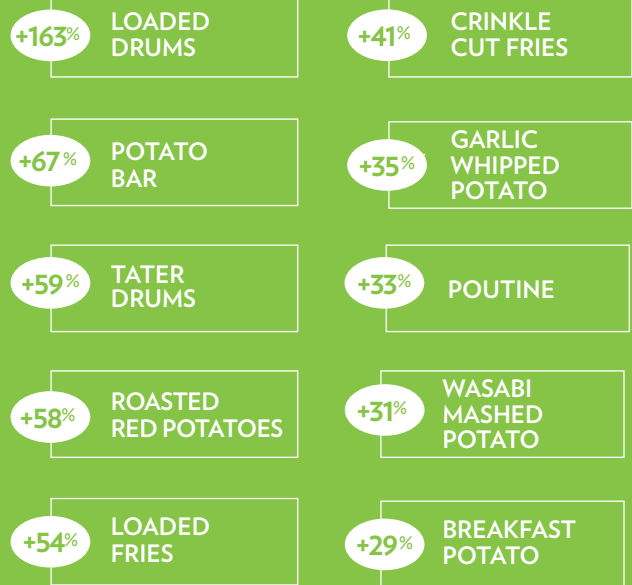 +163%
LOADED
DRUMS
+67%
POTATO
BAR
+59%
TATER
DRUMS
+58%
ROASTED
RED POTATOES
+54%
LOADED
FRIES
+41%
CRINKLE
CUT FRIES
+35%
GARLIC
WHIPPED
POTATO
+33%
POUTINE
+31%
WASABI
MASHED
POTATO
+29%
BREAKFAST
POTATO